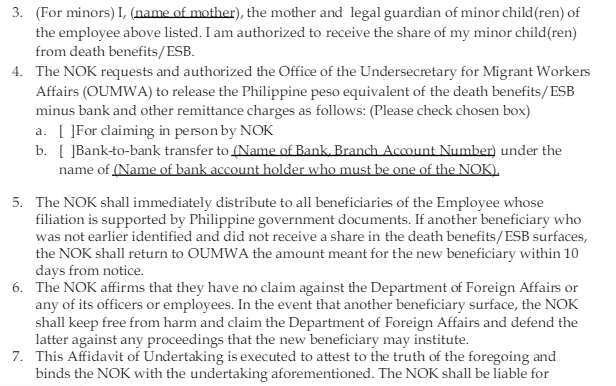 3. (For minors) I, (name of mother), the mother and legal guardian of minor child(ren) of
the employee above listed. I am authorized to receive the share of my minor child(ren)
from death benefits/ESB.
4. The NOK requests and authorized the Office of the Undersecretary for Migrant Workers
Affairs (OUMWA) to release the Philippine peso equivalent of the death benefits/ESB
minus bank and other remittance charges as follows: (Please check chosen box)
a. [ ]For claiming in person by NOK
b. [ ]Bank-to-bank transfer to (Name of Bank, Branch Account Number) under the
name of (Name of bank account holder who must be one of the NOK).
5. The NOK shall immediately distribute to all beneficiaries of the Employee whose
filiation is supported by Philippine government documents. If another beneficiary who
was not earlier identified and did not receive a share in the death benefits/ESB surfaces,
the NOK shall return to OUMWA the amount meant for the new beneficiary within 10
days from notice.
6. The NOK affirms that they have no claim against the Department of Foreign Affairs or
any of its officers or employees. In the event that another beneficiary surface, the NOK
shall keep free from harm and claim the Department of Foreign Affairs and defend the
latter against any proceedings that the new beneficiary may institute.
7. This Affidavit of Undertaking is executed to attest to the truth of the foregoing and
binds the NOK with the undertaking aforementioned. The NOK shall be liable for